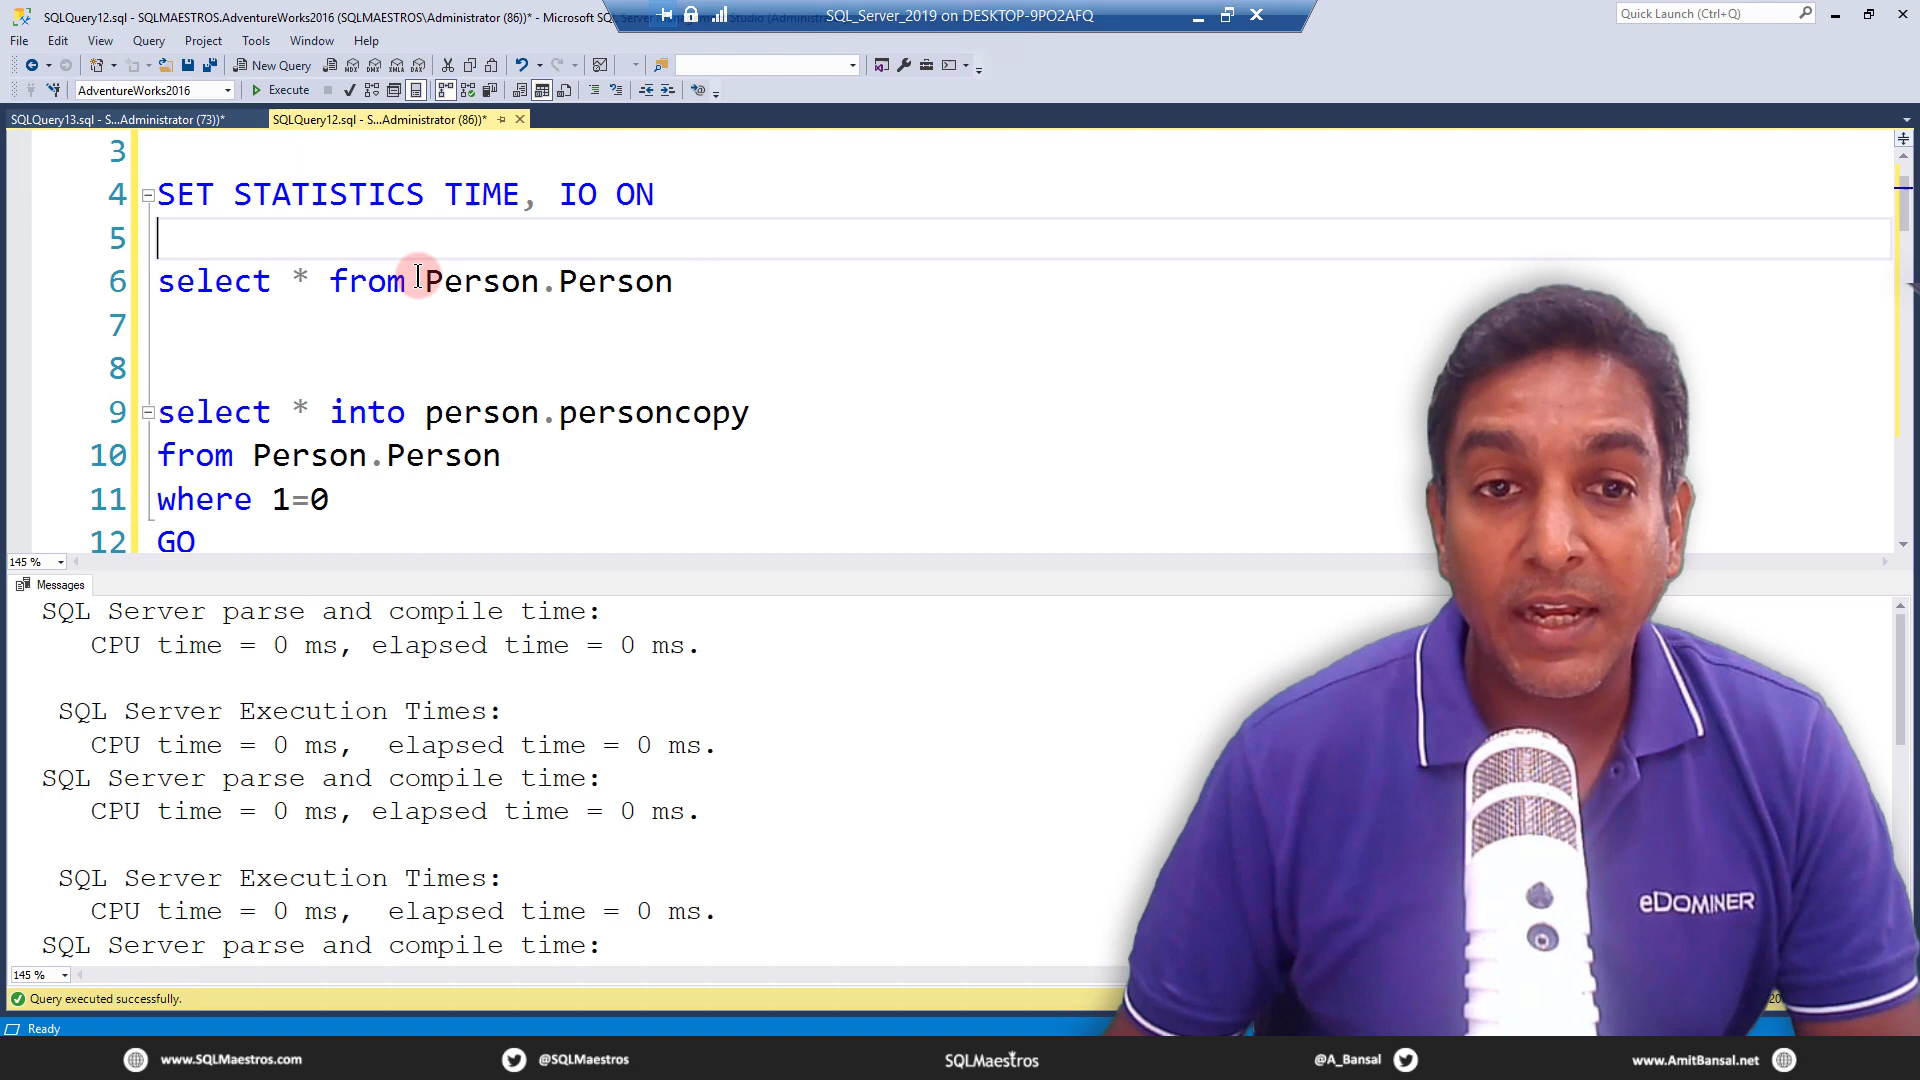 SQLQuery12.sql - SQLMAESTROS.AdventureWorks2016 (SQLMAESTROS\Administrator (86))* - Microsoft SQL Server Management Studio (Administrator)
SQL_Server_2019 on DESKTOP-9PO2AFQ
Quick Launch (Ctrl+Q)
File Edit View Query Project Tools Window Help
New Query
AdventureWorks2016 Execute
SQLQuery13.sql - S...Administrator (73))* SQLQuery12.sql - S...Administrator (86))*
3
4 SET STATISTICS TIME, IO ON
5
6 select * from Person.Person
7
8
9 select * into person.personcopy
10 from Person.Person
11 where 1=0
12 GO
145 %
Messages
SQL Server parse and compile time:
CPU time = 0 ms, elapsed time = 0 ms.
SQL Server Execution Times:
CPU time = 0 ms,  elapsed time = 0 ms.
SQL Server parse and compile time:
CPU time = 0 ms, elapsed time = 0 ms.
SQL Server Execution Times:
CPU time = 0 ms,  elapsed time = 0 ms.
SQL Server parse and compile time:
eDOMINER
145 %
Query executed successfully.
Ready
www.SQLMaestros.com @SQLMaestros SQLMaestros @A_Bansal www.AmitBansal.net